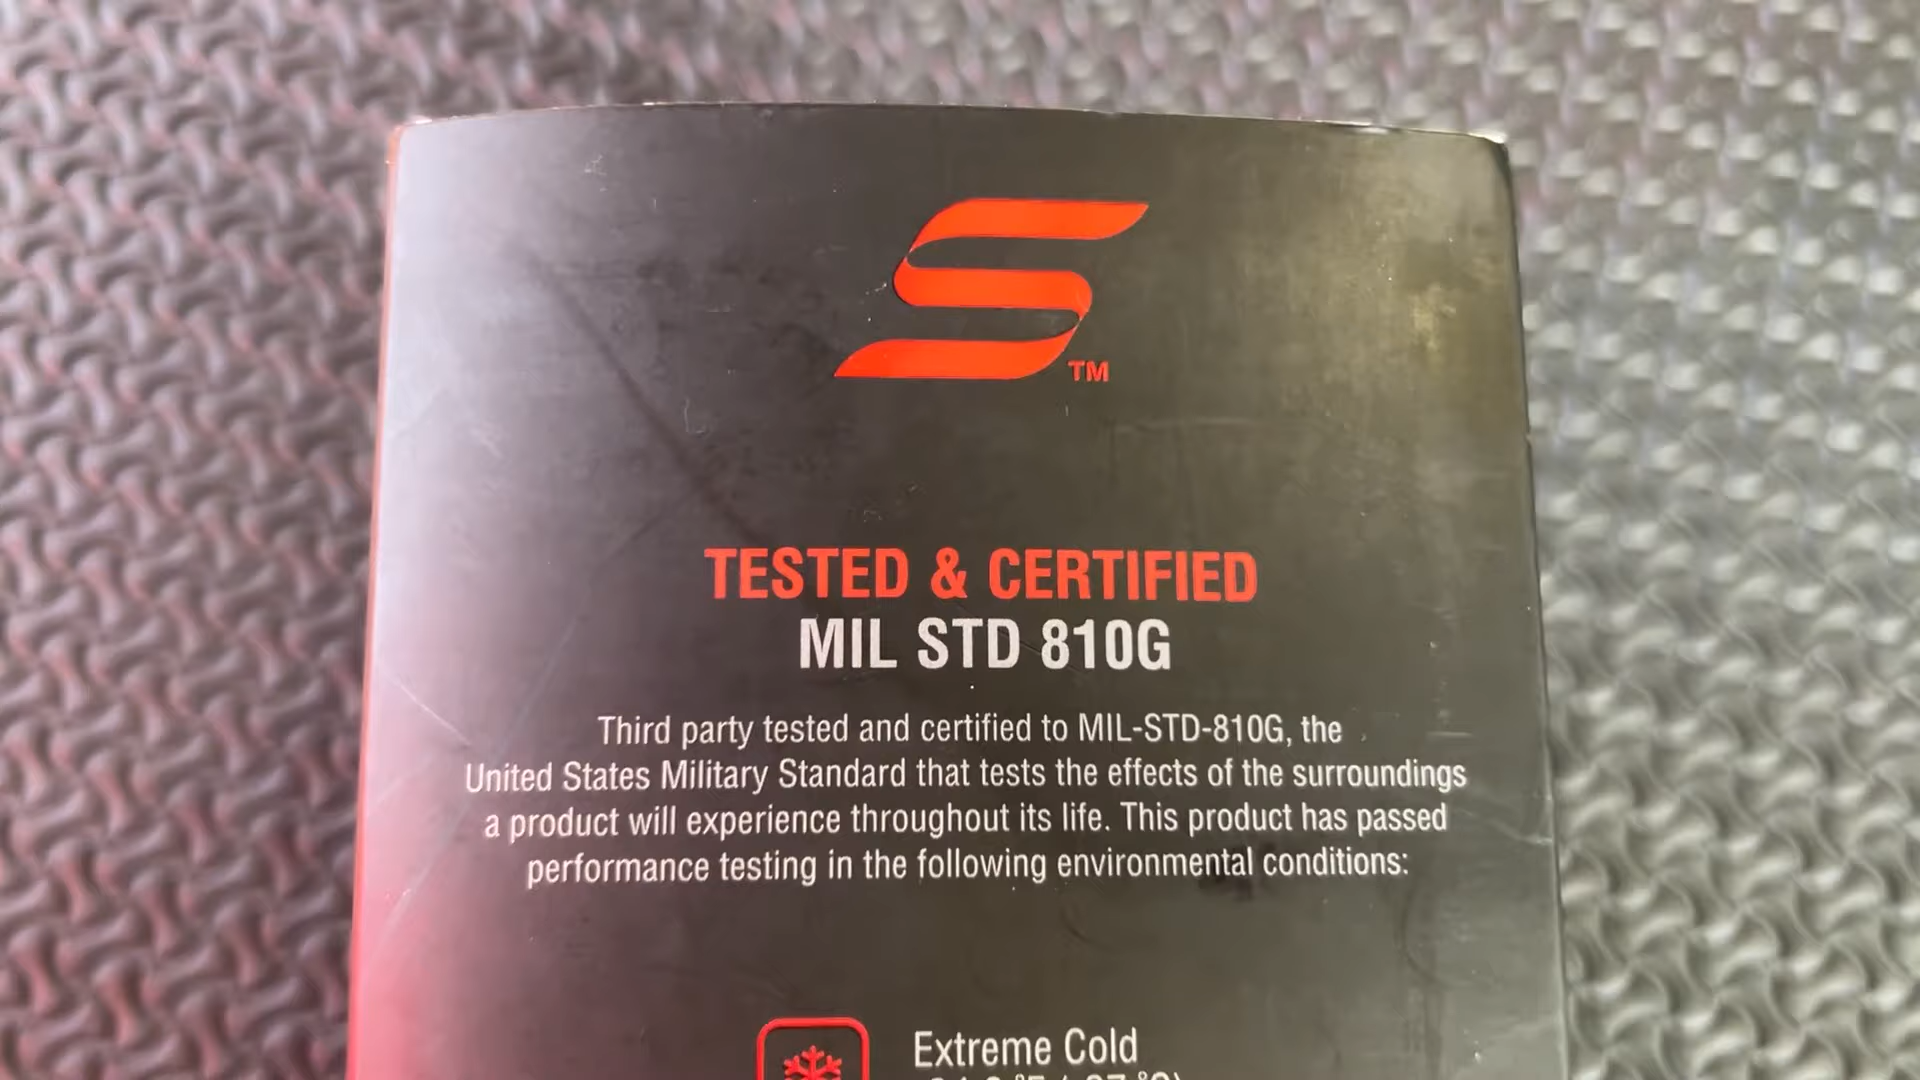 S
TM
TESTED & CERTIFIED
MIL STD 810G
Third party tested and certified to MIL-STD-810G, the
United States Military Standard that tests the effects of the surroundings
a product will experience throughout its life. This product has passed
performance testing in the following environmental conditions:
Extreme Cold